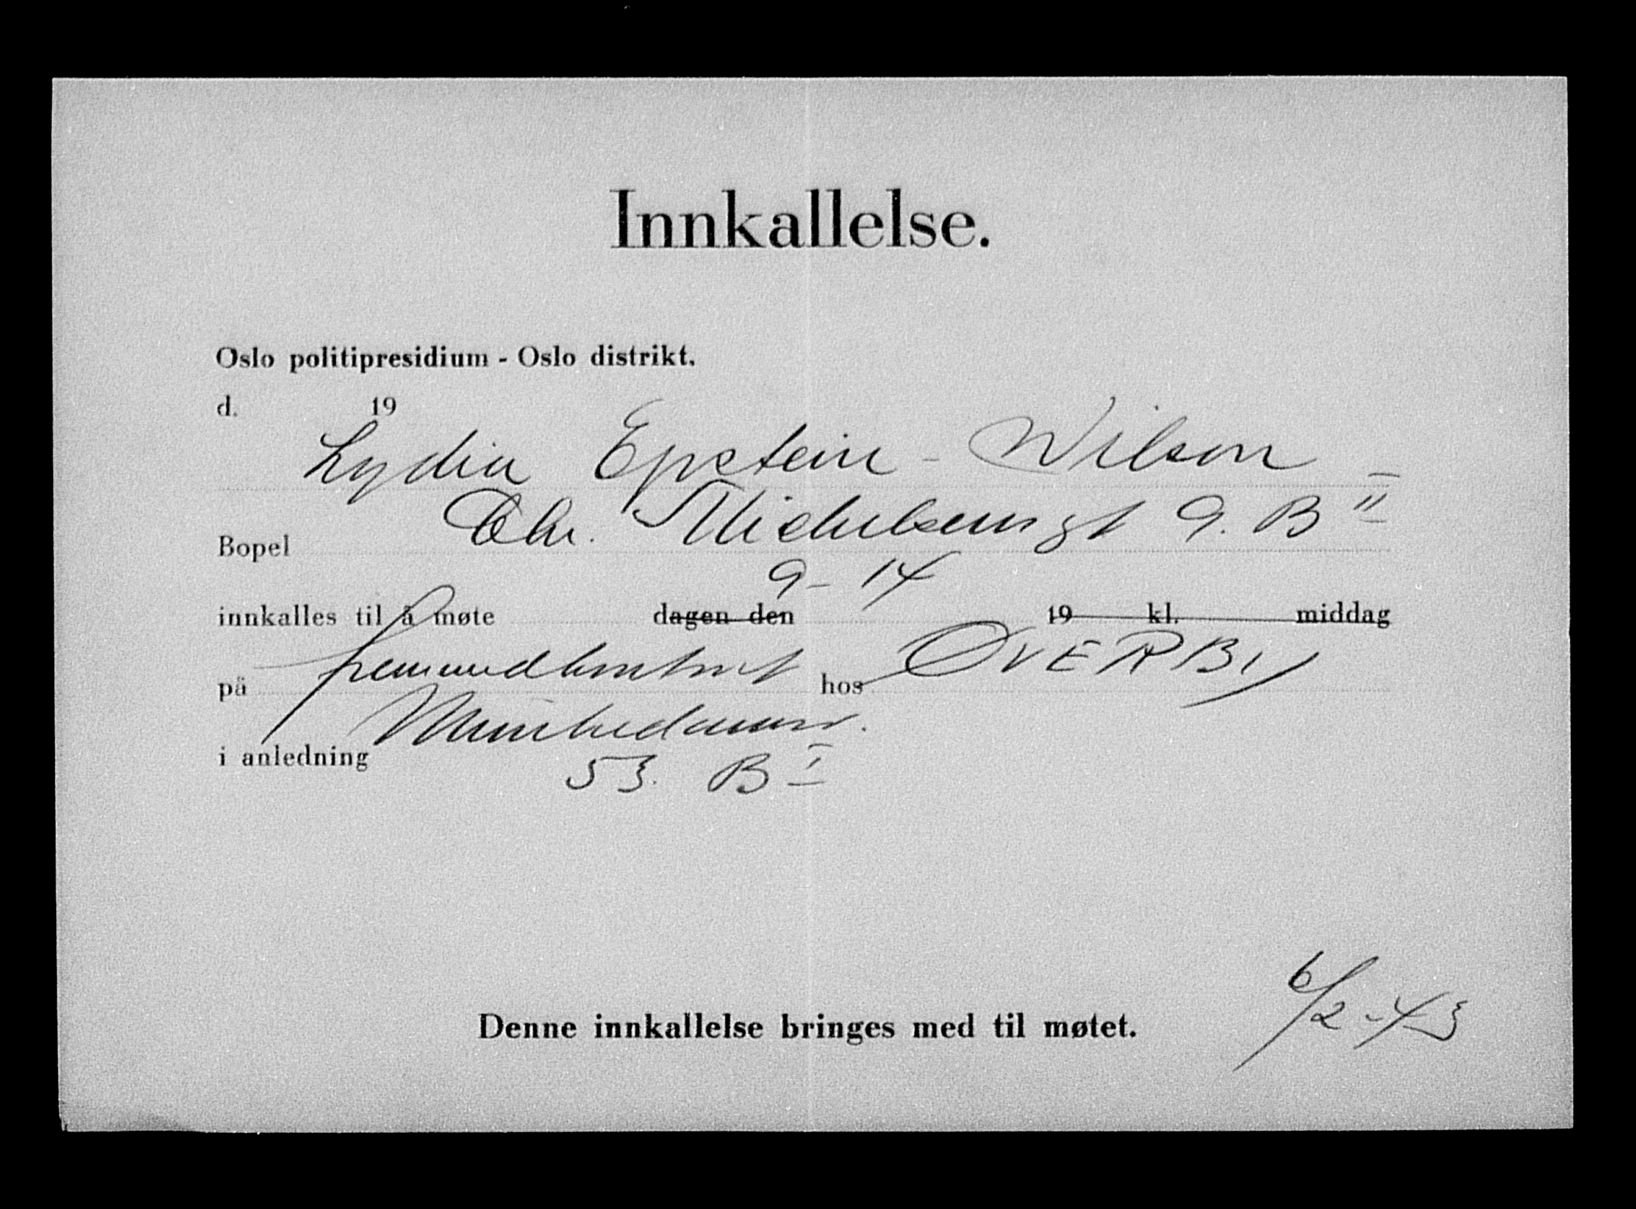 Innkallelse.
Oslo politipresidium - Oslo distrikt.
d. 19
Lydia Epstein - Wilson
Bopel Chr. Michelsensgt 9. B II
9 - 14
innkalles til å møte dagen den 19 kl. middag
på fremmedkontoret hos ØVERBY
i anledning
53. B I
Denne innkallelse bringes med til møtet.
6/2-43